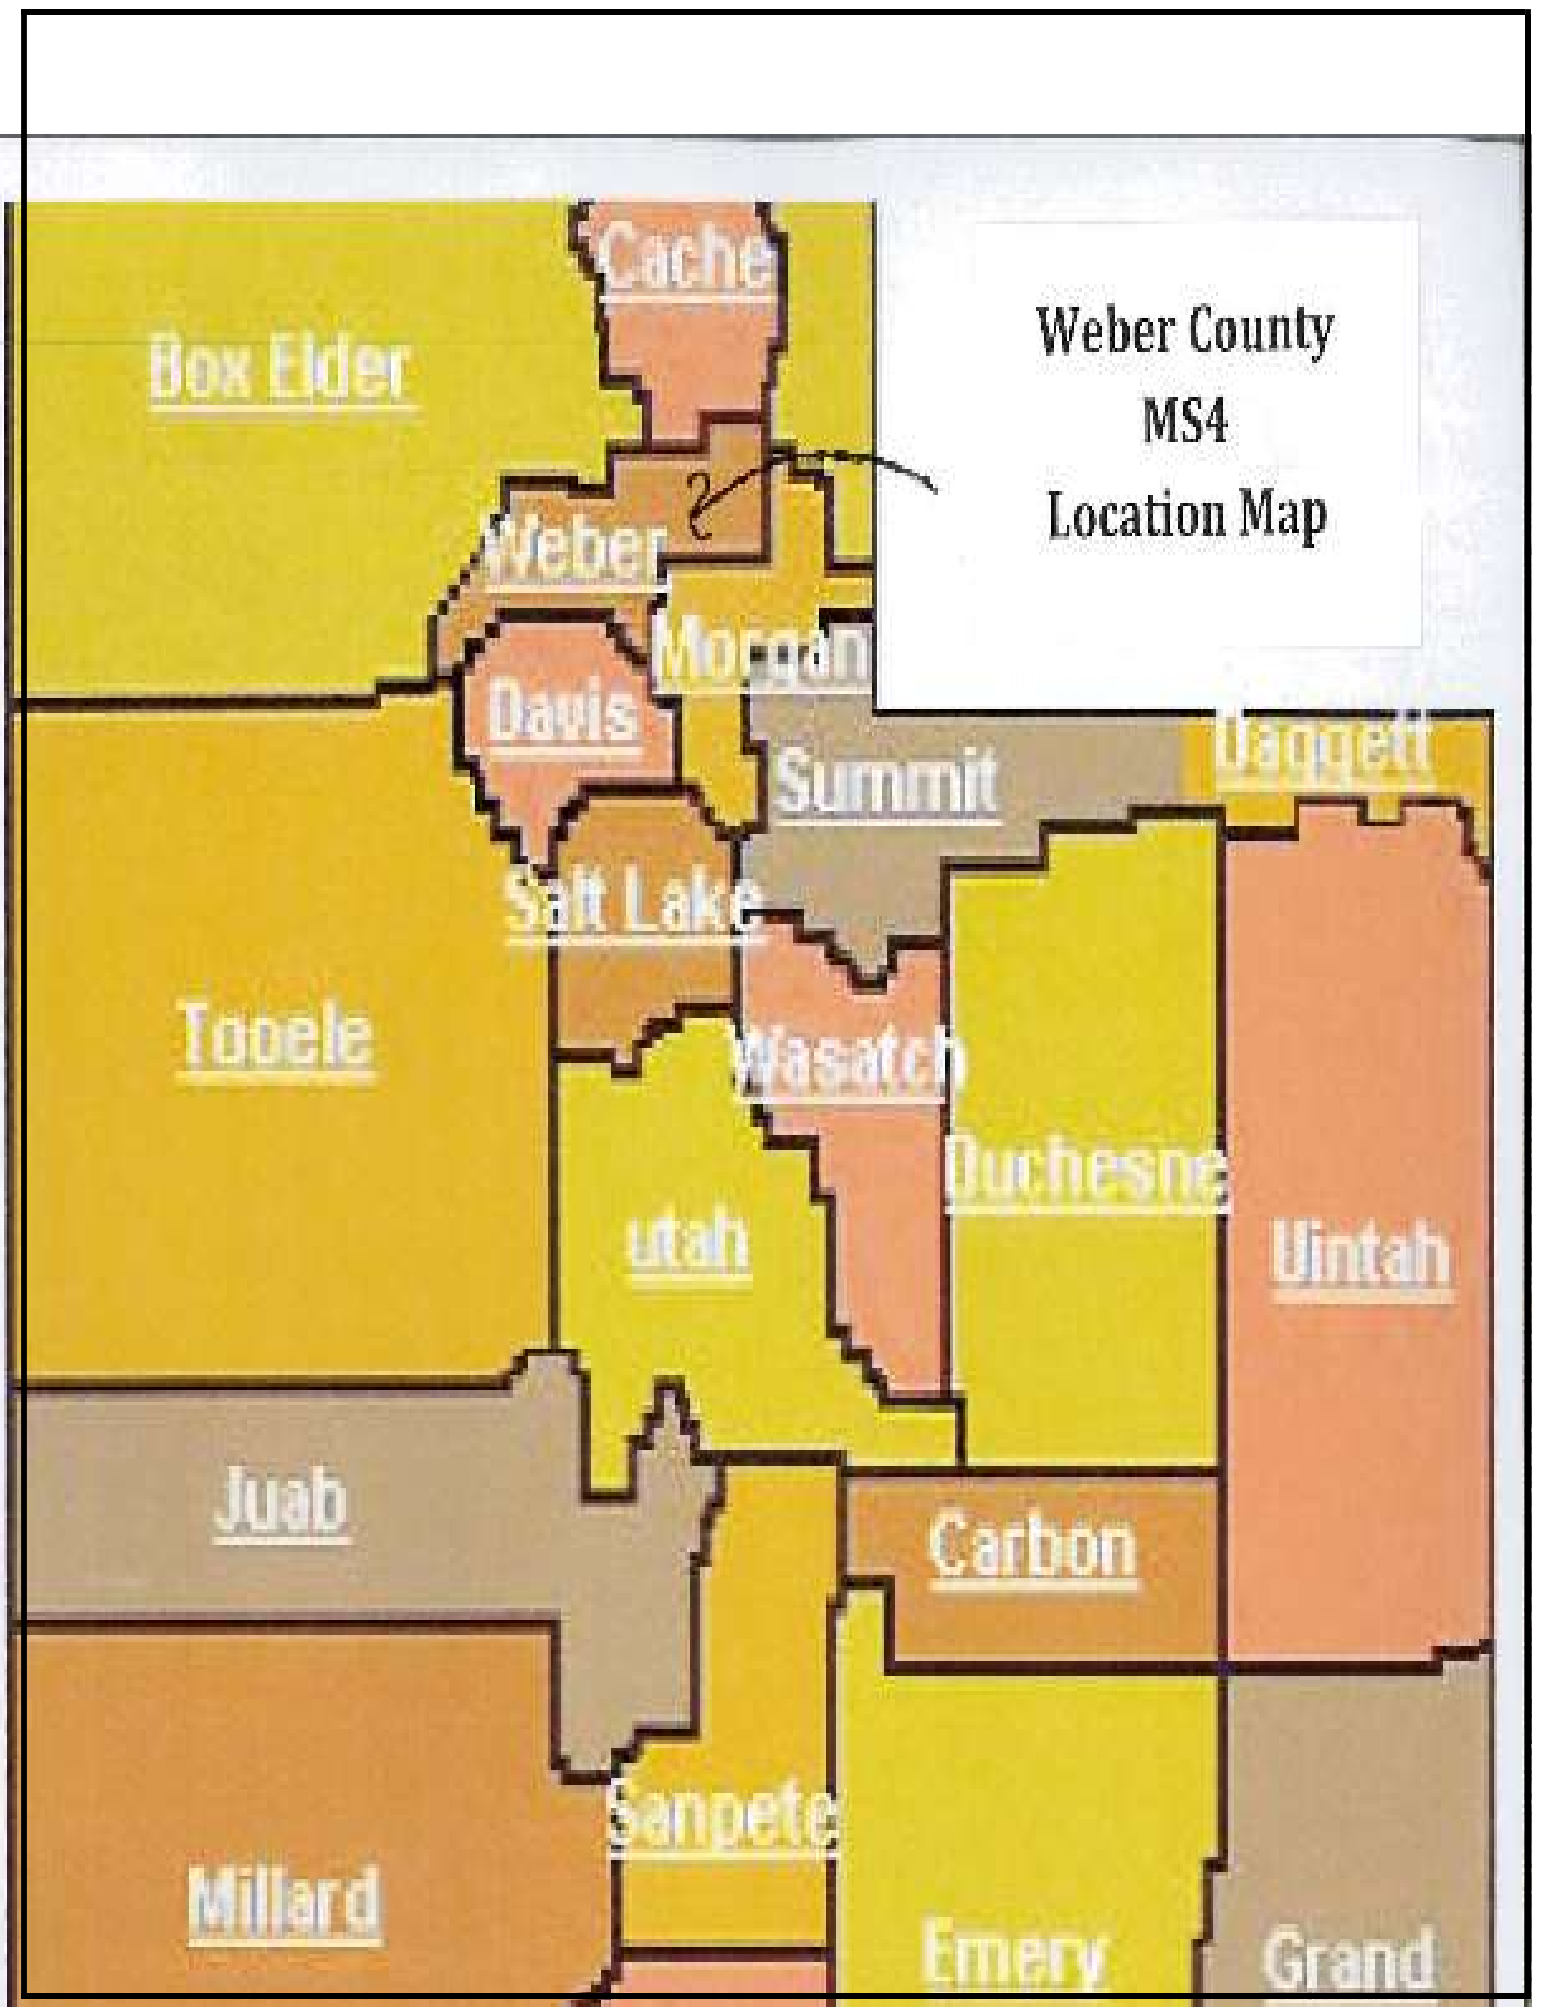 Cache
Box Elder
Weber County
MS4
Location Map
Weber
Morgan
Davis
Daggett
Summit
Salt Lake
Tooele
Wasatch
Duchesne
utah
Uintah
Juab
Carbon
Sanpete
Millard
Emery
Grand